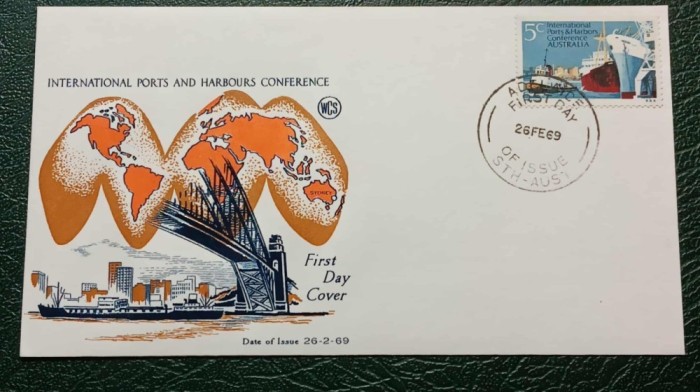 INTERNATIONAL PORTS AND HARBOURS CONFERENCE
WCS
SYDNEY
First
Day
Cover
Date of Issue 26-2-69
5c
International
Ports & Harbors
Conference
AUSTRALIA
FIRST DAY
26FE69
OF ISSUE
STH-AUST